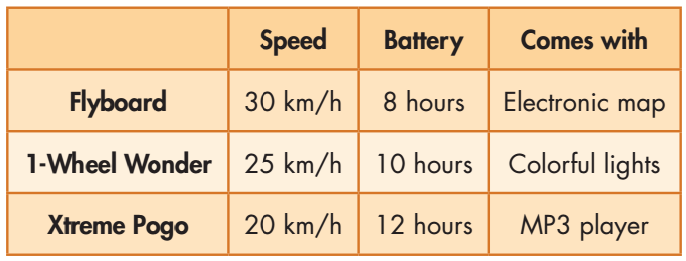 Speed Battery Comes with
Flyboard 30 km/h 8 hours Electronic map
1-Wheel Wonder 25 km/h 10 hours Colorful lights
Xtreme Pogo 20 km/h 12 hours MP3 player